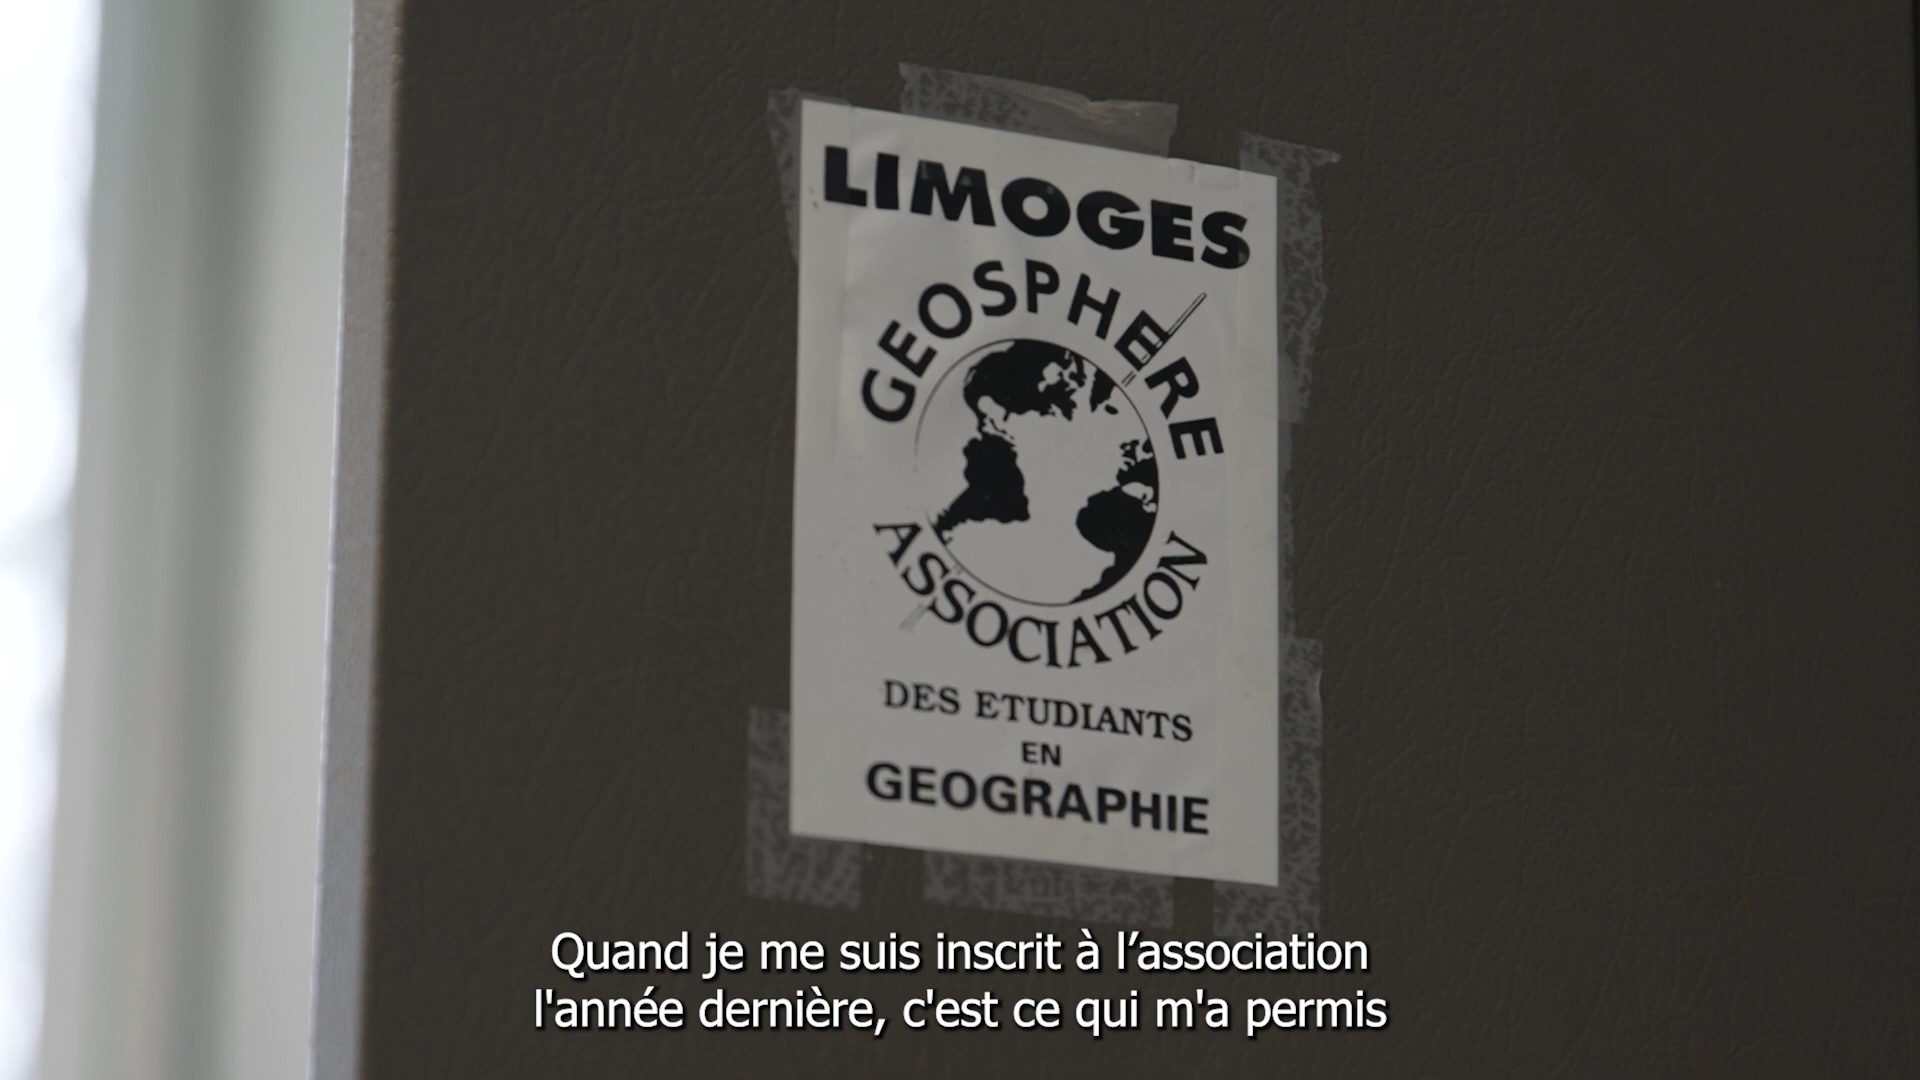 LIMOGES
GEOSPHERE
ASSOCIATION
DES ETUDIANTS
EN
GEOGRAPHIE
Quand je me suis inscrit à l’association
l'année dernière, c'est ce qui m'a permis